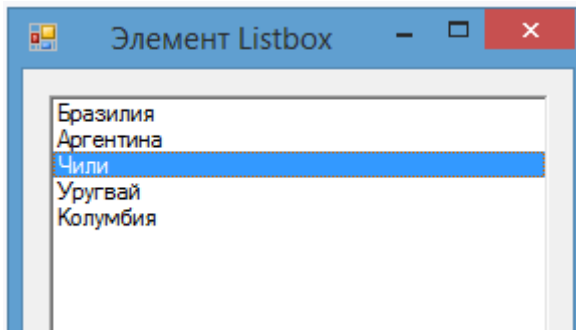 Элемент Listbox
Бразилия
Аргентина
Чили
Уругвай
Колумбия